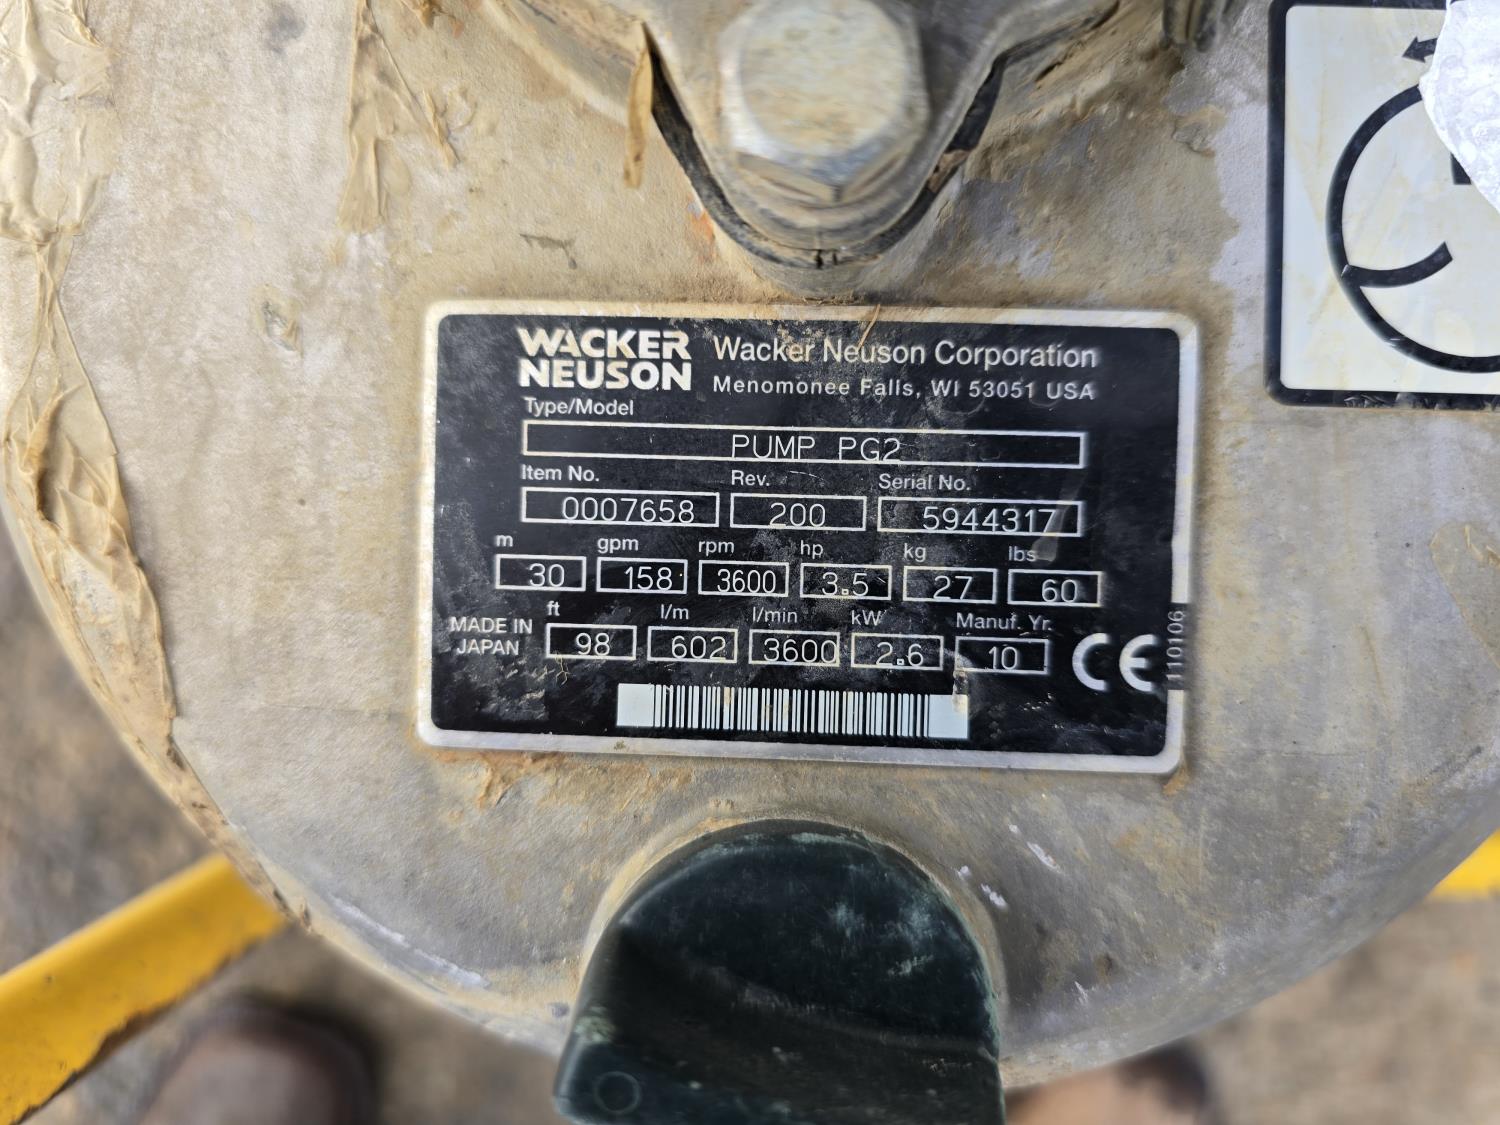 WACKER
NEUSON
Wacker Neuson Corporation
Menomonee Falls, WI 53051 USA
Type/Model
PUMP PG2
Item No. Rev. Serial No.
0007658 200 5944317
m gpm rpm hp kg lbs
30 158 3600 3.5 27 60
ft l/m l/min kW Manuf. Yr.
MADE IN
JAPAN
98 602 3600 2.6 10
CE
110106